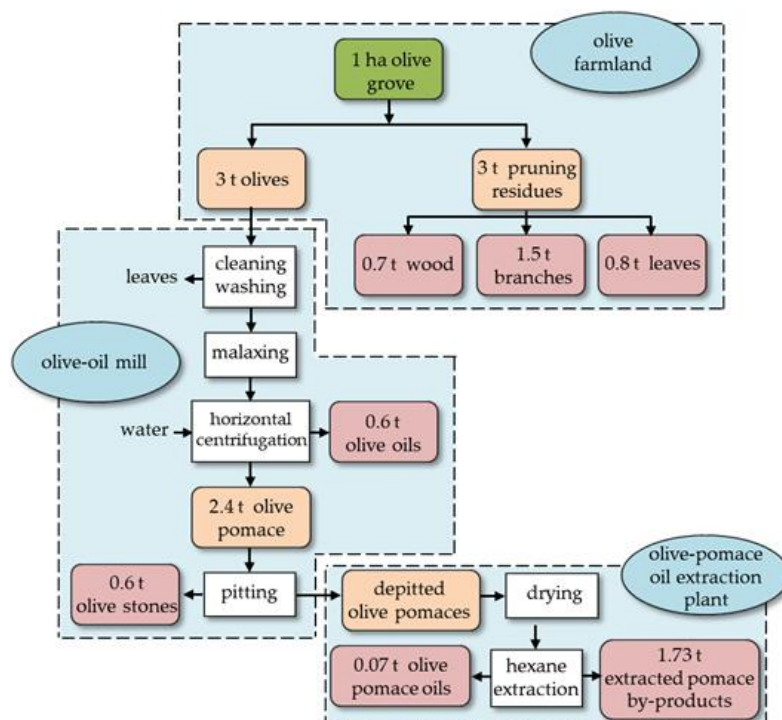 olive
farmland
1 ha olive
grove
3 t olives
3 t pruning
residues
0.7 t wood
1.5 t
branches
0.8 t leaves
leaves
cleaning
washing
malaxing
olive-oil mill
water
horizontal
centrifugation
0.6 t
olive oils
2.4 t olive
pomace
0.6 t
olive stones
pitting
depitted
olive pomaces
drying
olive-pomace
oil extraction
plant
0.07 t olive
pomace oils
hexane
extraction
1.73 t
extracted pomace
by-products